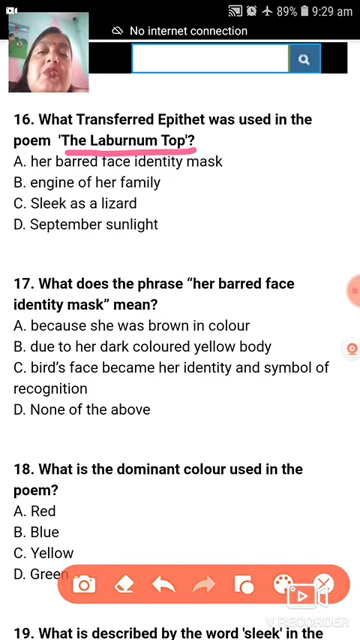 89% 9:29 am
No internet connection
16. What Transferred Epithet was used in the
poem 'The Laburnum Top'?
A. her barred face identity mask
B. engine of her family
C. Sleek as a lizard
D. September sunlight
17. What does the phrase “her barred face
identity mask” mean?
A. because she was brown in colour
B. due to her dark coloured yellow body
C. bird’s face became her identity and symbol of
recognition
D. None of the above
18. What is the dominant colour used in the
poem?
A. Red
B. Blue
C. Yellow
D. Green
V RECORDER
19. What is described by the word 'sleek' in the